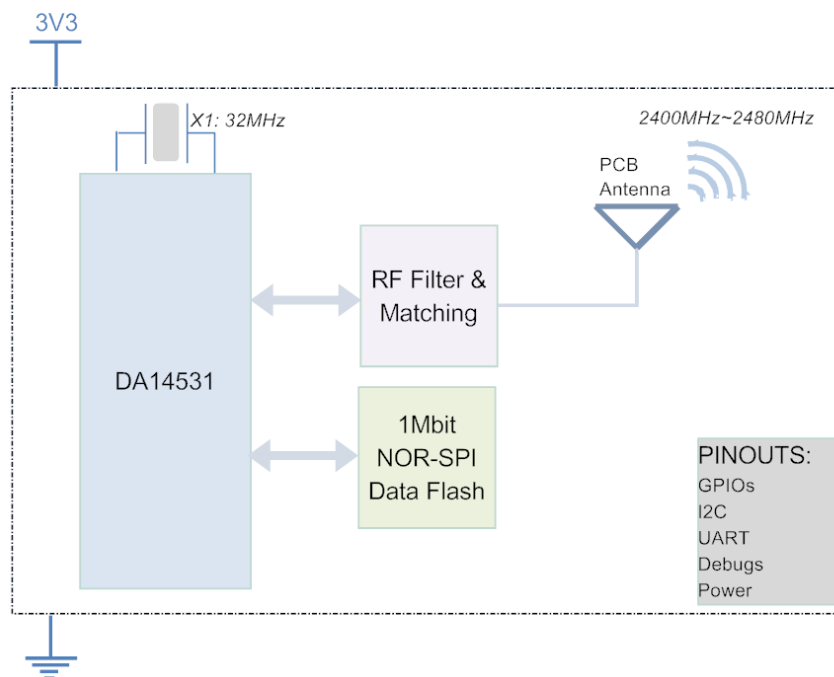 3V3
X1: 32MHz
2400MHz~2480MHz
PCB
Antenna
RF Filter &
Matching
DA14531
1Mbit
NOR-SPI
Data Flash
PINOUTS:
GPIOs
I2C
UART
Debugs
Power